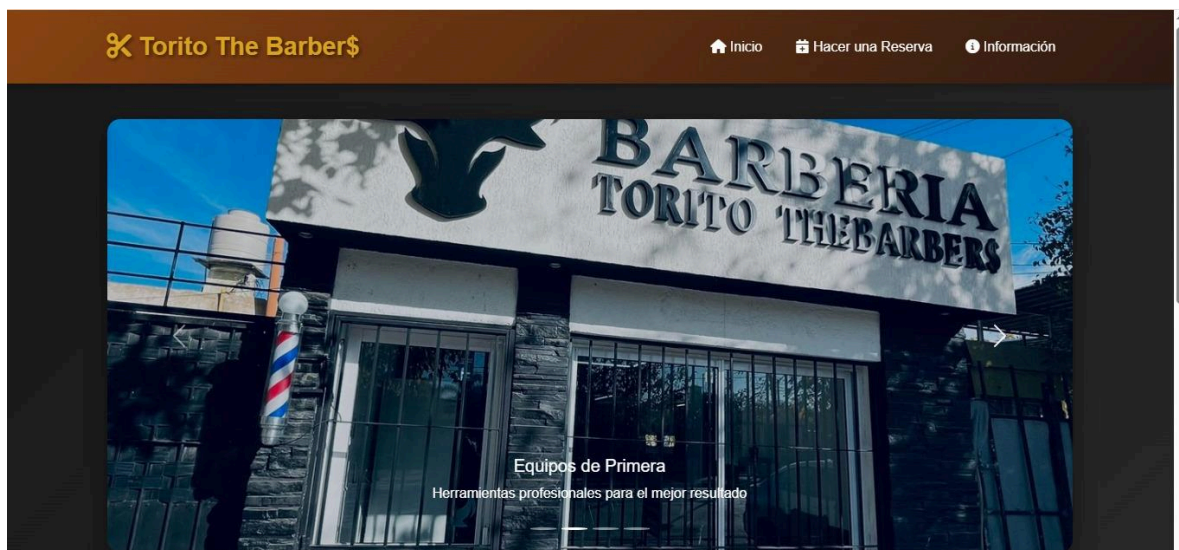 Torito The Barber$
Inicio
Hacer una Reserva
Información
BARBERIA
TORITO THEBARBER$
Equipos de Primera
Herramientas profesionales para el mejor resultado